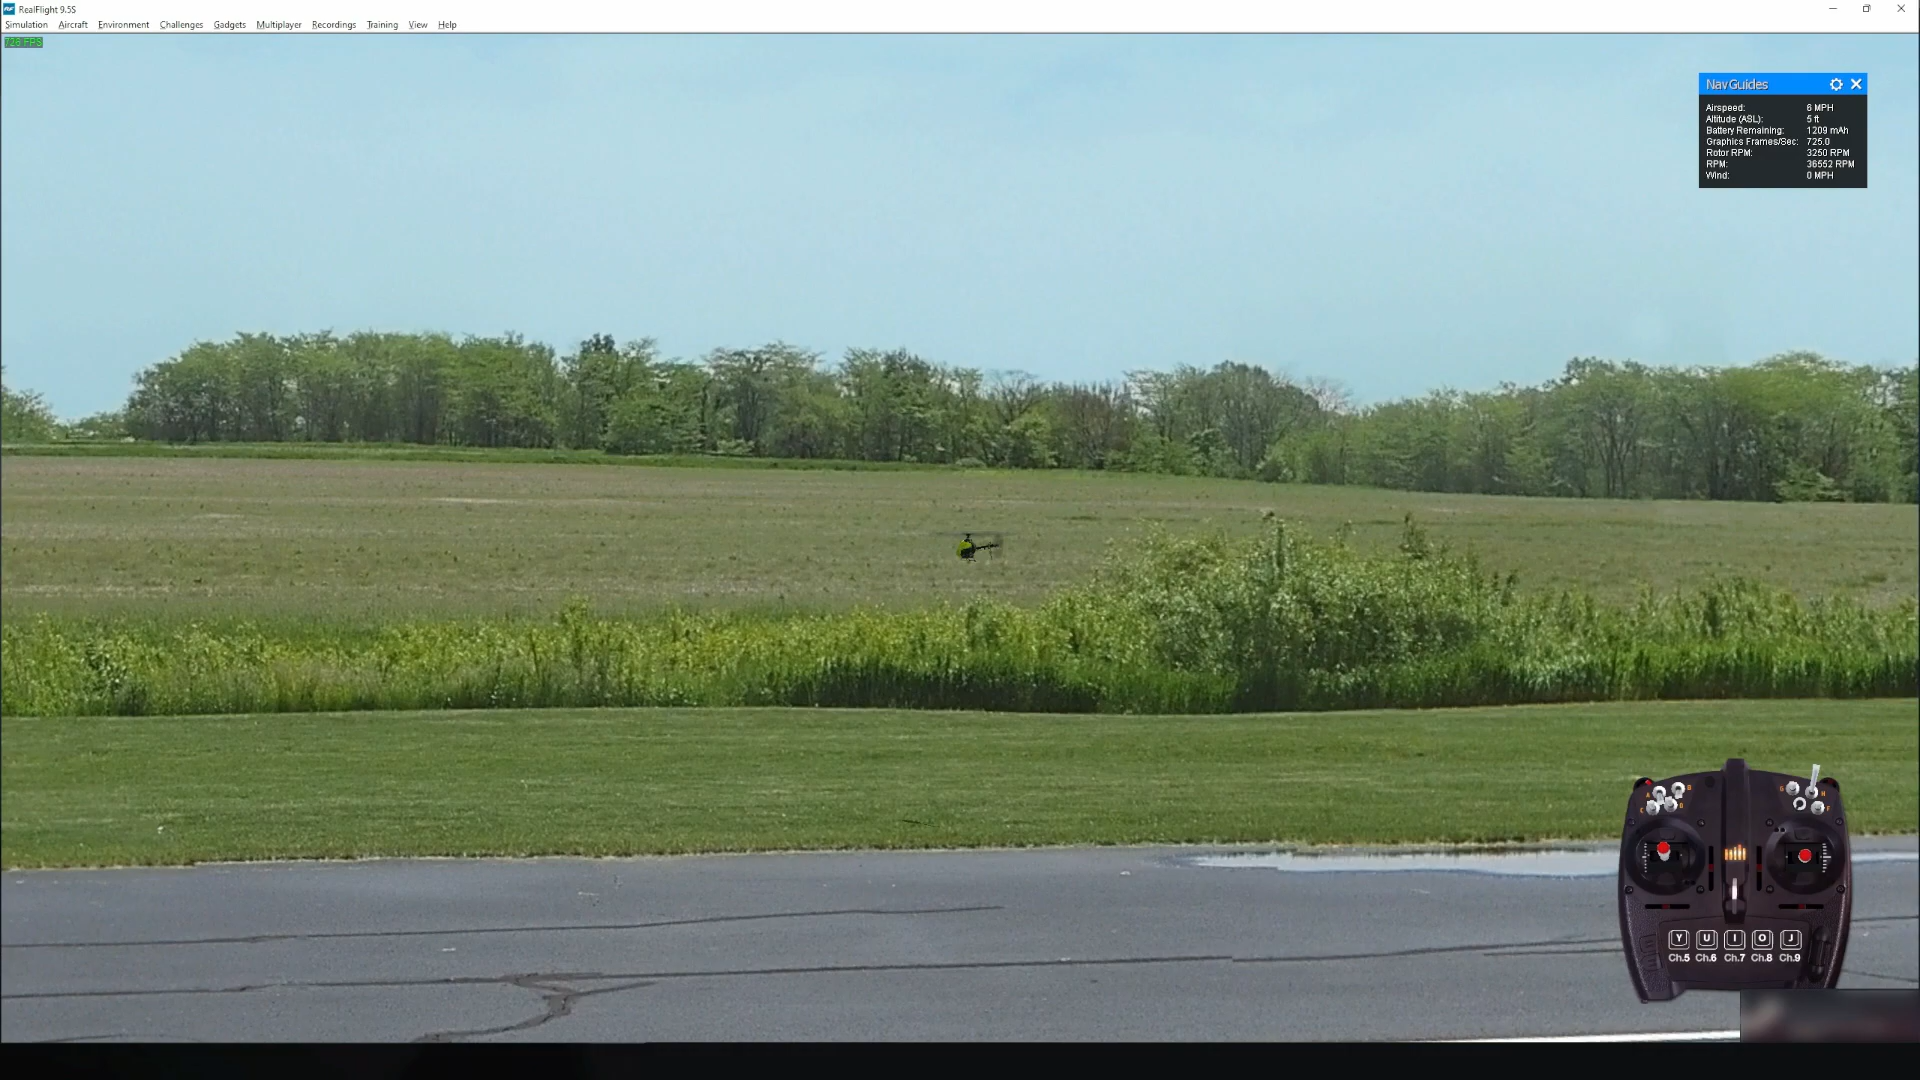 RealFlight 9.5S
Simulation Aircraft Environment Challenges Gadgets Multiplayer Recordings Training View Help
NavGuides
Airspeed: 6 MPH
Altitude (ASL): 5 ft
Battery Remaining: 1209 mAh
Graphics Frames/Sec: 725.0
Rotor RPM: 3250 RPM
RPM: 36552 RPM
Wind: 0 MPH
Y U I O J
Ch.5 Ch.6 Ch.7 Ch.8 Ch.9